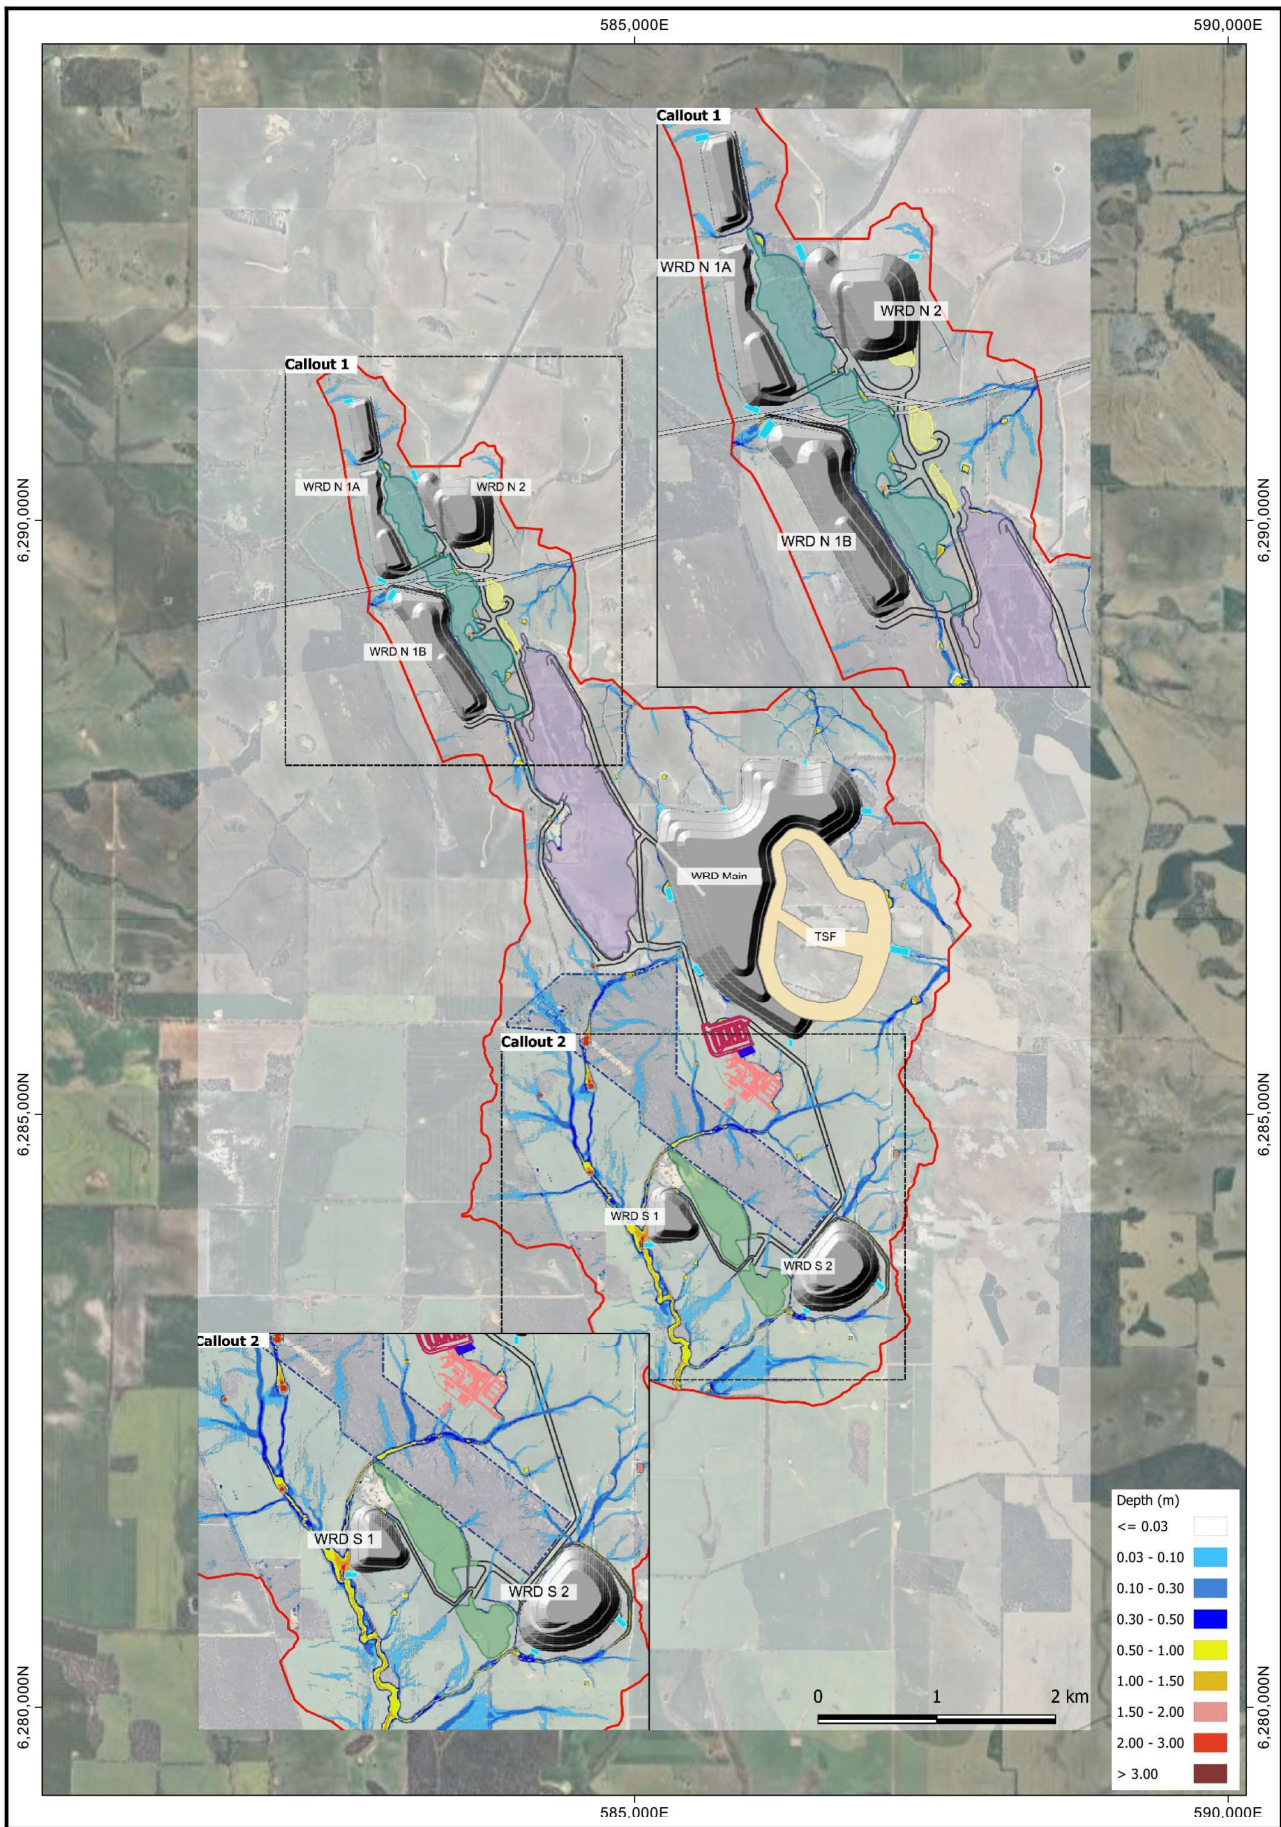 585,000E
590,000E
Callout 1
WRD N 1A
WRD N 2
Callout 1
WRD N 1A
WRD N 2
6,290,000N
6,290,000N
WRD N 1B
WRD N 1B
WRD Main
TSF
Callout 2
6,285,000N
6,285,000N
WRD S 1
WRD S 2
Callout 2
WRD S 1
WRD S 2
Depth (m)
<= 0.03
0.03 - 0.10
0.10 - 0.30
0.30 - 0.50
0.50 - 1.00
1.00 - 1.50
1.50 - 2.00
2.00 - 3.00
> 3.00
0 1 2 km
6,280,000N
6,280,000N
585,000E
590,000E